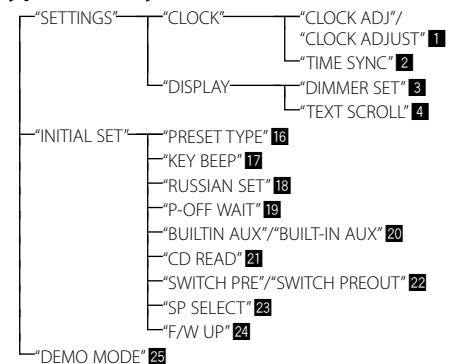 “SETTINGS” “CLOCK” “CLOCK ADJ”/
“CLOCK ADJUST” 1
“TIME SYNC” 2
“DISPLAY “DIMMER SET” 3
“TEXT SCROLL” 4
“INITIAL SET” “PRESET TYPE” 16
“KEY BEEP” 17
“RUSSIAN SET” 18
“P-OFF WAIT” 19
“BUILTIN AUX”/“BUILT-IN AUX” 20
“CD READ” 21
“SWITCH PRE”/“SWITCH PREOUT” 22
“SP SELECT” 23
“F/W UP” 24
“DEMO MODE” 25